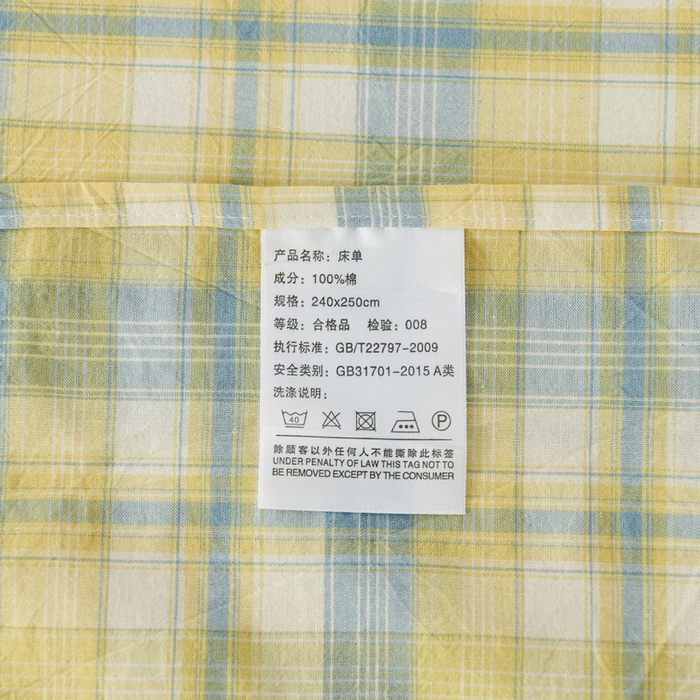 产品名称：床单
成分：100%棉
规格：240x250cm
等级：合格品 检验：008
执行标准：GB/T22797-2009
安全类别：GB31701-2015 A类
洗涤说明：
40 P
除顾客以外任何人不能撕除此标签
UNDER PENALTY OF LAW THIS TAG NOT TO
BE REMOVED EXCEPT BY THE CONSUMER